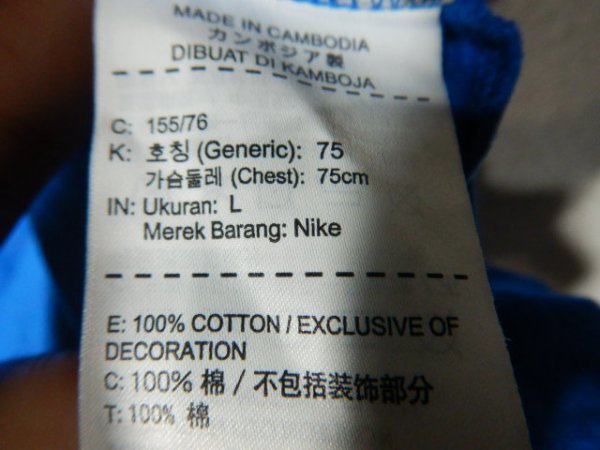 MADE IN CAMBODIA
カンボジア製
DIBUAT DI KAMBOJA
C: 155/76
K: 호칭 (Generic): 75
가슴둘레 (Chest): 75cm
IN: Ukuran: L
Merek Barang: Nike
E: 100% COTTON / EXCLUSIVE OF
DECORATION
C: 100% 棉 / 不包括装饰部分
T: 100% 棉